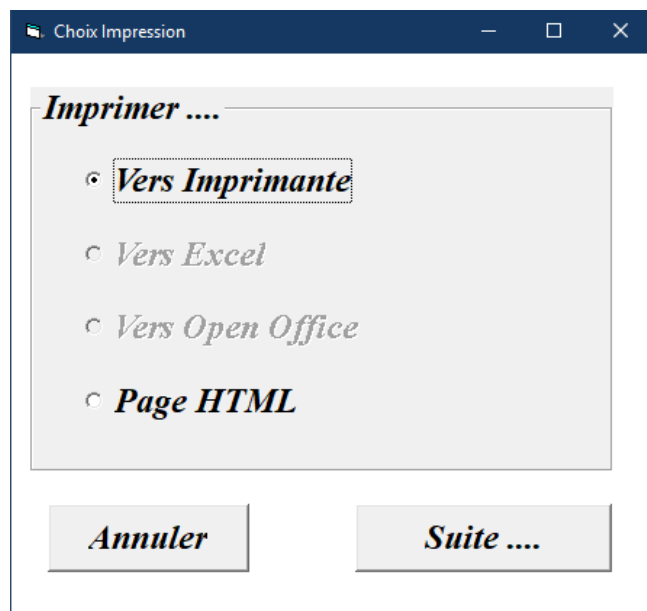 Choix Impression
Imprimer ....
Vers Imprimante
Vers Excel
Vers Open Office
Page HTML
Annuler
Suite ....